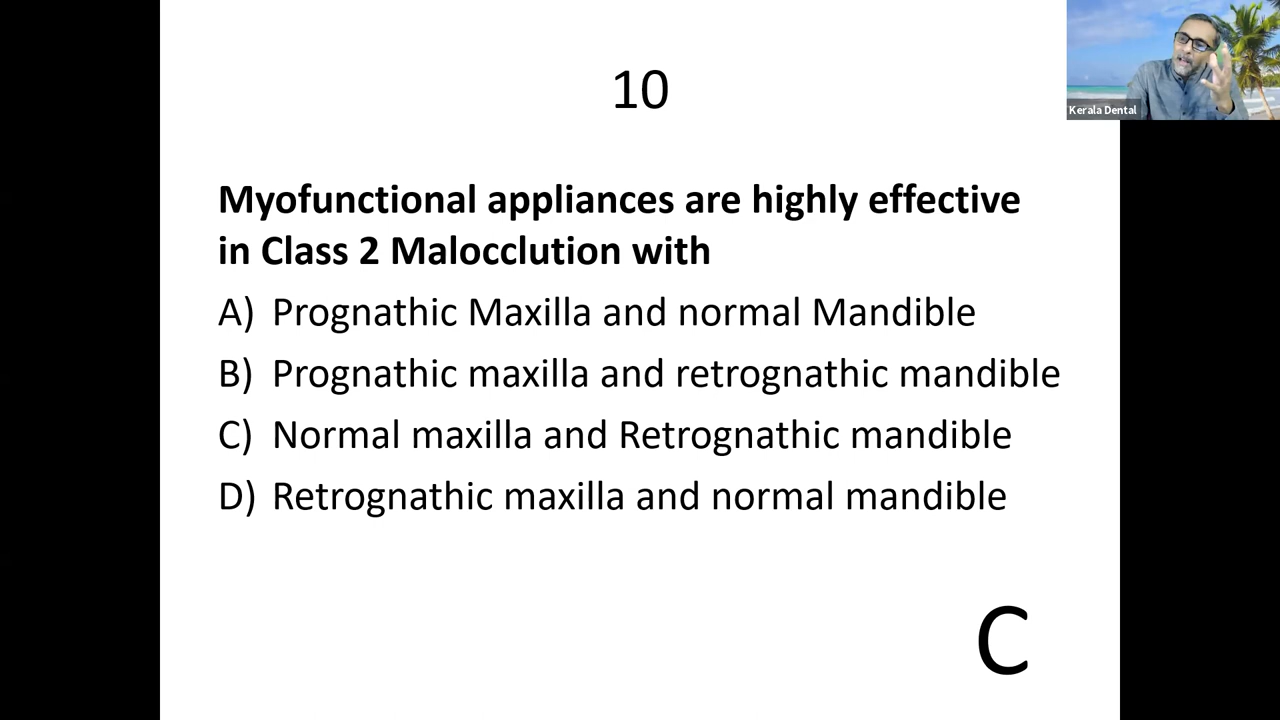 10
Kerala Dental
Myofunctional appliances are highly effective
in Class 2 Malocclution with
A) Prognathic Maxilla and normal Mandible
B) Prognathic maxilla and retrognathic mandible
C) Normal maxilla and Retrognathic mandible
D) Retrognathic maxilla and normal mandible
C